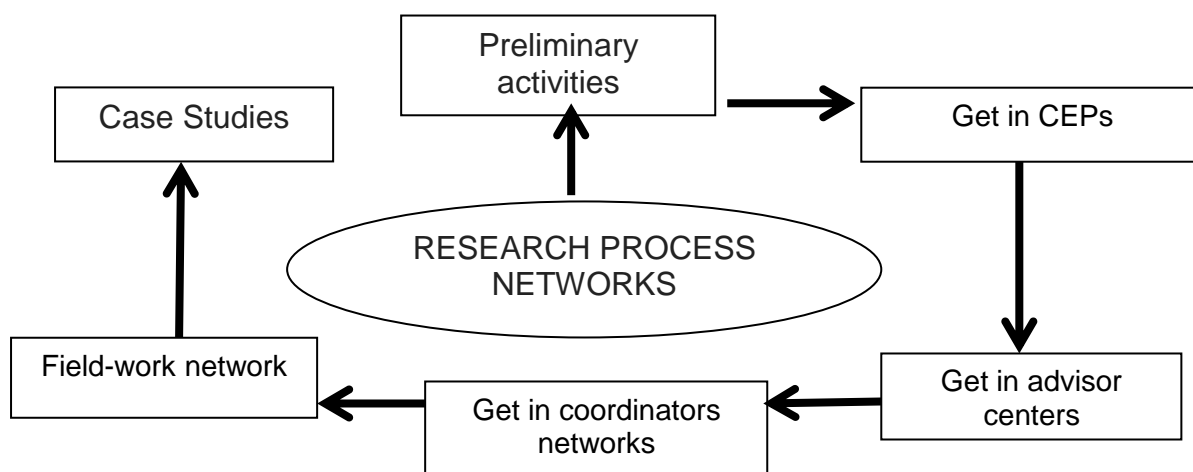 Preliminary
activities
Case Studies
Get in CEPs
RESEARCH PROCESS
NETWORKS
Field-work network
Get in advisor
centers
Get in coordinators
networks